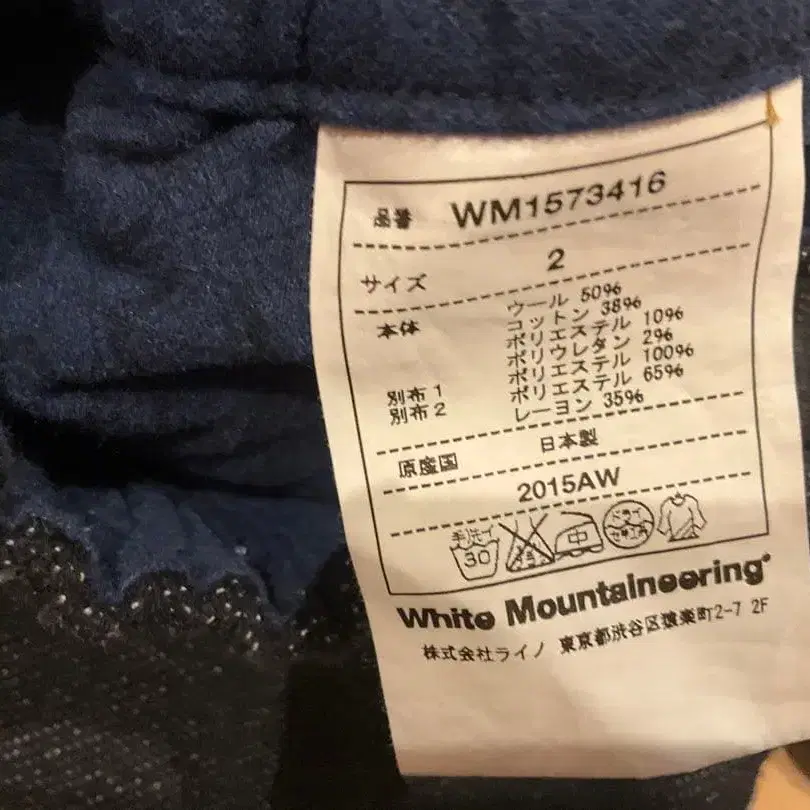 品番 WM1573416
サイズ 2
本体 ウール 50%
コットン 38%
ポリエステル 10%
ポリウレタン 2%
別布1 ポリエステル 100%
別布2 ポリエステル 65%
レーヨン 35%
原産国 日本製
2015AW
手洗イ 30 中
White Mountaineering
株式会社ライノ 東京都渋谷区猿楽町2-7 2F